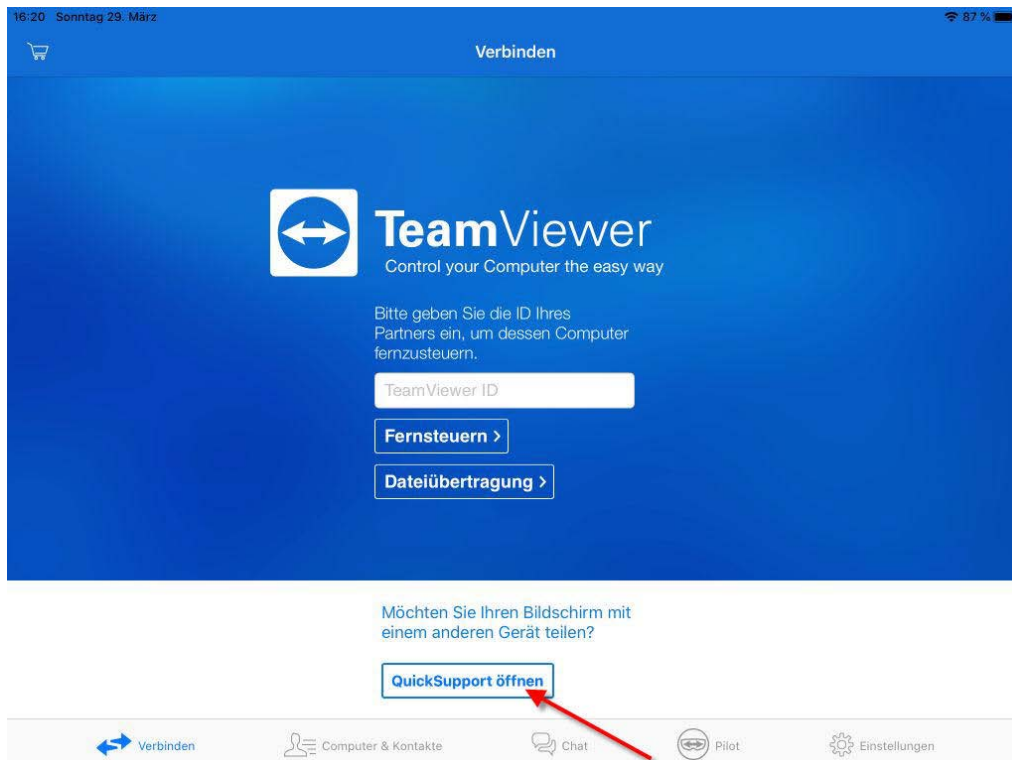 16:20 Sonntag 29. März 87 %
Verbinden
TeamViewer
Control your Computer the easy way
Bitte geben Sie die ID Ihres
Partners ein, um dessen Computer
fernzusteuern.
TeamViewer ID
Fernsteuern >
Dateiübertragung >
Möchten Sie Ihren Bildschirm mit
einem anderen Gerät teilen?
QuickSupport öffnen
Verbinden Computer & Kontakte Chat Pilot Einstellungen